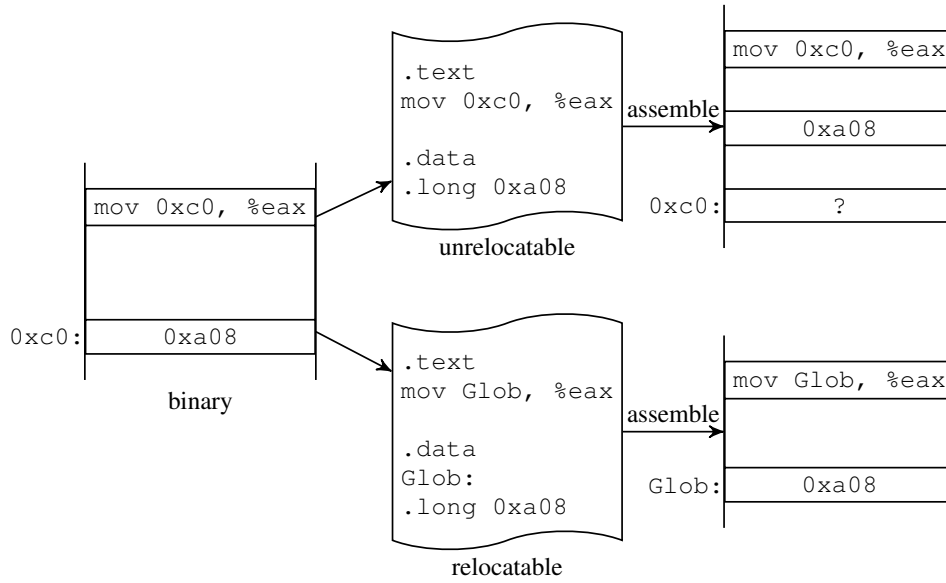 mov 0xc0, %eax
0xc0:
0xa08
binary
.text
mov 0xc0, %eax
.data
.long 0xa08
unrelocatable
assemble
mov 0xc0, %eax
0xa08
0xc0:
?
.text
mov Glob, %eax
.data
Glob:
.long 0xa08
relocatable
assemble
mov Glob, %eax
Glob:
0xa08